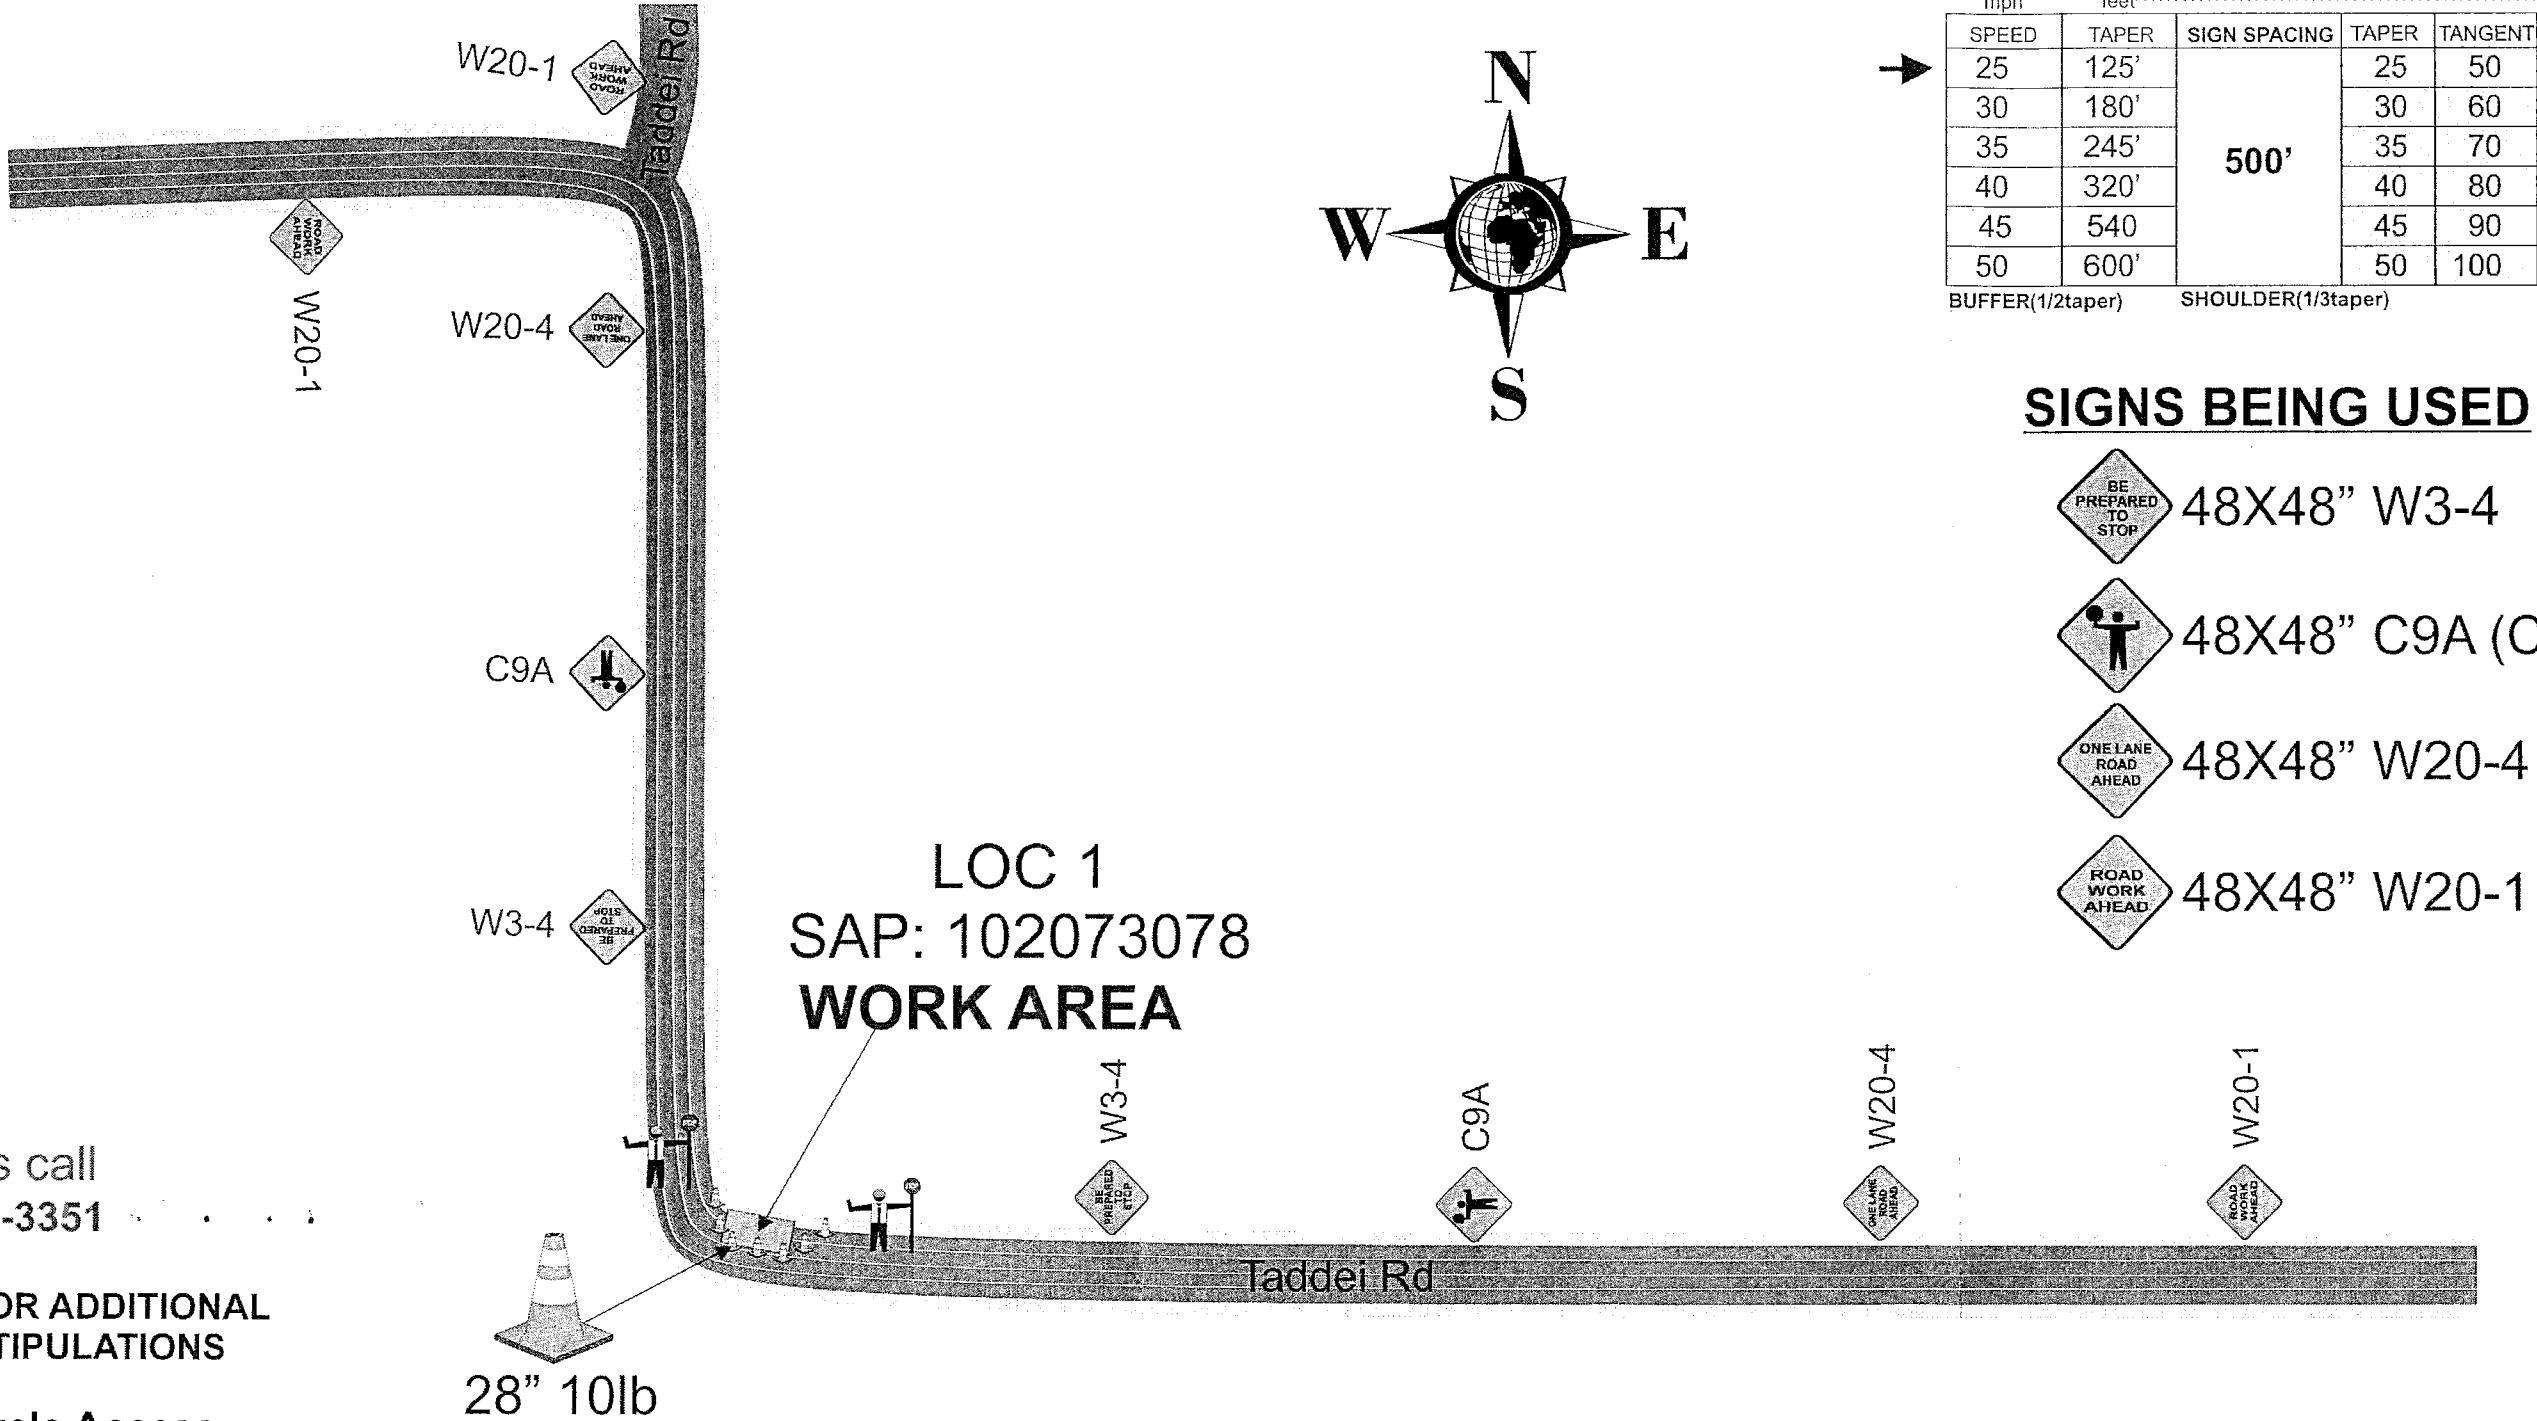 mph feet
SPEED TAPER SIGN SPACING TAPER TANGENT
25 125' 25 50
30 180' 30 60
35 245' 500' 35 70
40 320' 40 80
45 540 45 90
50 600' 50 100
BUFFER(1/2taper) SHOULDER(1/3taper)
W20-1
ROAD
WORK
AHEAD
Taddei Rd
ROAD
WORK
AHEAD
W20-1
N
W E
S
W20-4
ONE LANE
ROAD
AHEAD
C9A
W3-4
BE
PREPARED
TO
STOP
SIGNS BEING USED
BE
PREPARED
TO
STOP
48X48” W3-4
48X48” C9A (C
ONE LANE
ROAD
AHEAD
48X48” W20-4
ROAD
WORK
AHEAD
48X48” W20-1
LOC 1
SAP: 102073078
WORK AREA
W3-4
BE
PREPARED
TO
STOP
C9A
W20-4
ONE LANE
ROAD
AHEAD
W20-1
ROAD
WORK
AHEAD
Taddei Rd
s call
-3351
OR ADDITIONAL
TIPULATIONS
28” 10lb